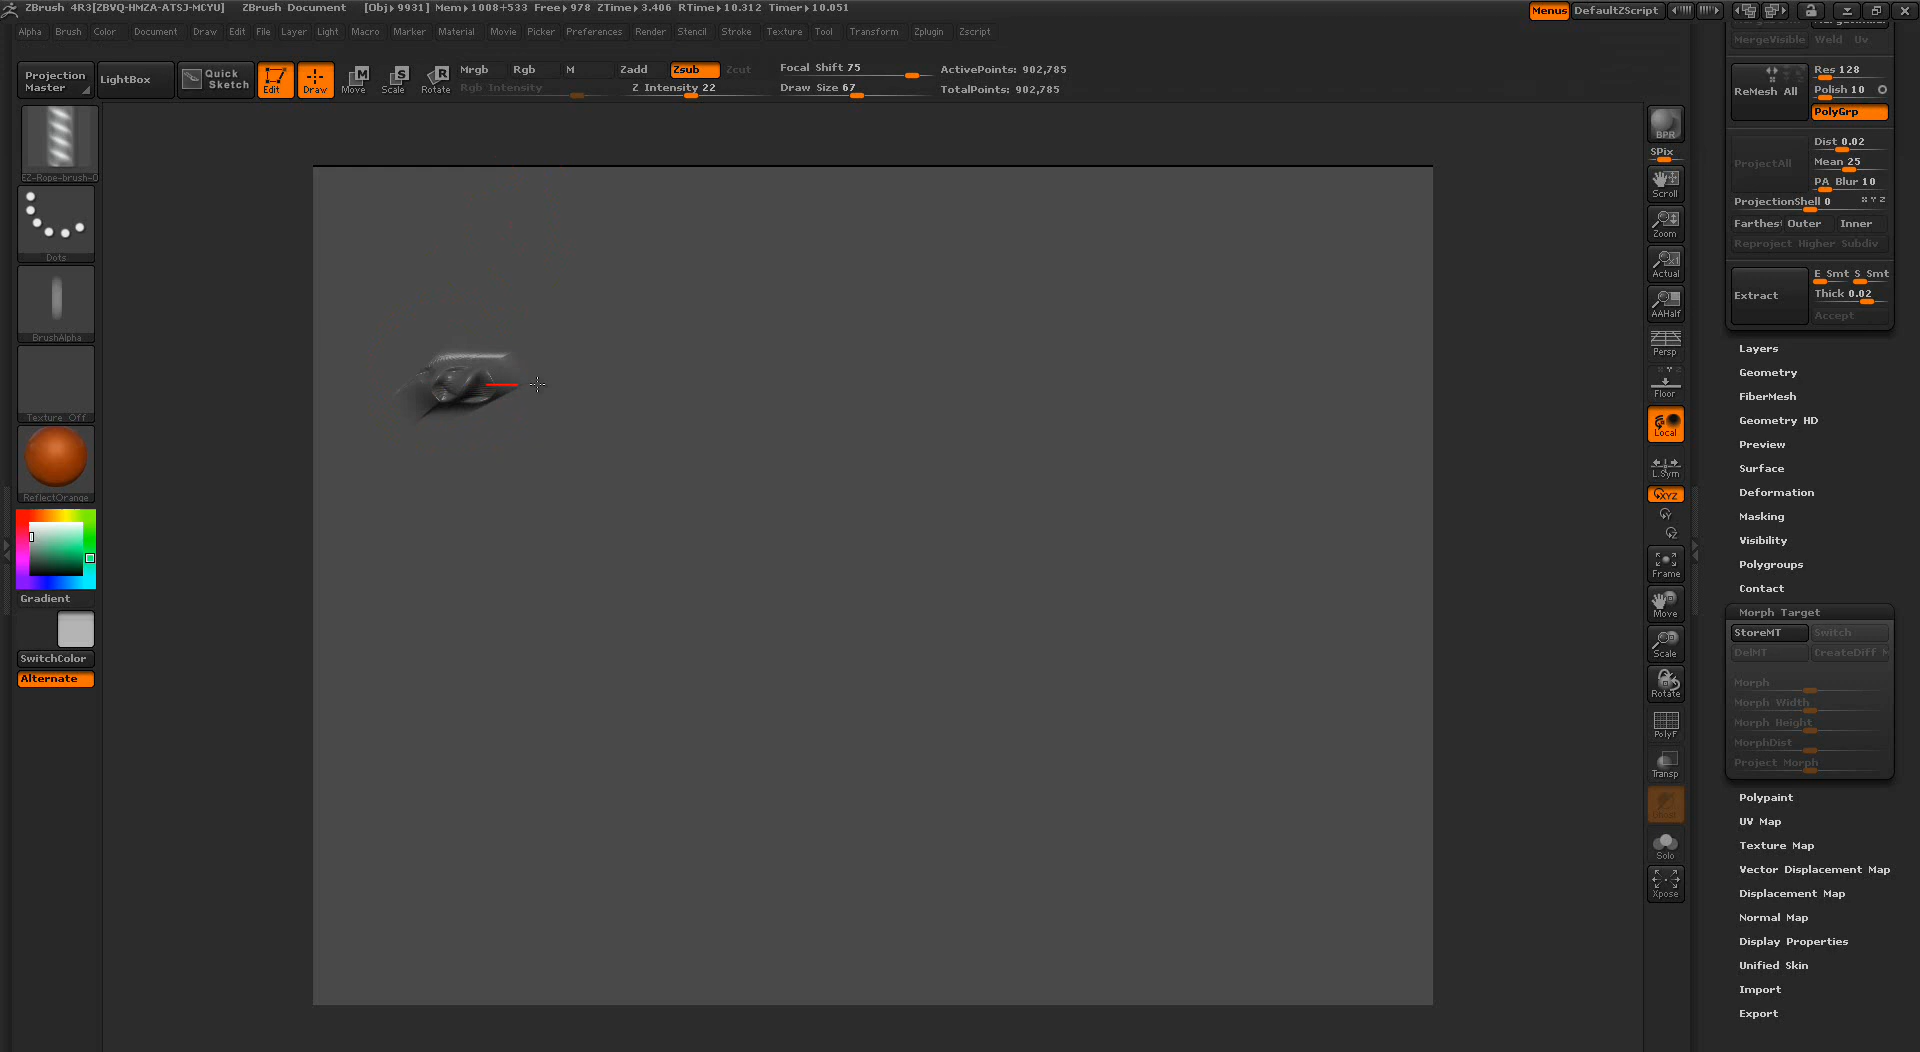 ZBrush 4R3[ZBVQ-HMZA-ATSJ-MCYU] ZBrush Document [Obj▸9931] Mem▸1008+533 Free▸978 ZTime▸3.406 RTime▸10.312 Timer▸10.051 Menus DefaultZScript
Alpha Brush Color Document Draw Edit File Layer Light Macro Marker Material Movie Picker Preferences Render Stencil Stroke Texture Tool Transform Zplugin Zscript
Projection Master
LightBox
Quick Sketch
Edit
Draw
Move
Scale
Rotate
Mrgb Rgb M
Rgb Intensity
Zadd Zsub Zcut
Z Intensity 22
Focal Shift 75
Draw Size 67
ActivePoints: 902,785
TotalPoints: 902,785
Dots
BrushAlpha
Texture Off
ReflectOrange
Gradient
SwitchColor
Alternate
BPR
SPix
Scroll
Zoom
Actual
AAHalf
Persp
Floor
Local
L.Sym
XYZ
Y
Z
Frame
Move
Scale
Rotate
PolyF
Transp
Solo
Xpose
MergeVisible Weld Uv
ReMesh All
Res 128
Polish 10
PolyGrp
ProjectAll
Dist 0.02
Mean 25
PA Blur 10
ProjectionShell 0
Farthest Outer Inner
Reproject Higher Subdiv
Extract
E Smt S Smt
Thick 0.02
Accept
Layers
Geometry
FiberMesh
Geometry HD
Preview
Surface
Deformation
Masking
Visibility
Polygroups
Contact
Morph Target
StoreMT Switch
DelMT CreateDiff M
Morph
Morph Width
Morph Height
MorphDist
Project Morph
Polypaint
UV Map
Texture Map
Vector Displacement Map
Displacement Map
Normal Map
Display Properties
Unified Skin
Import
Export